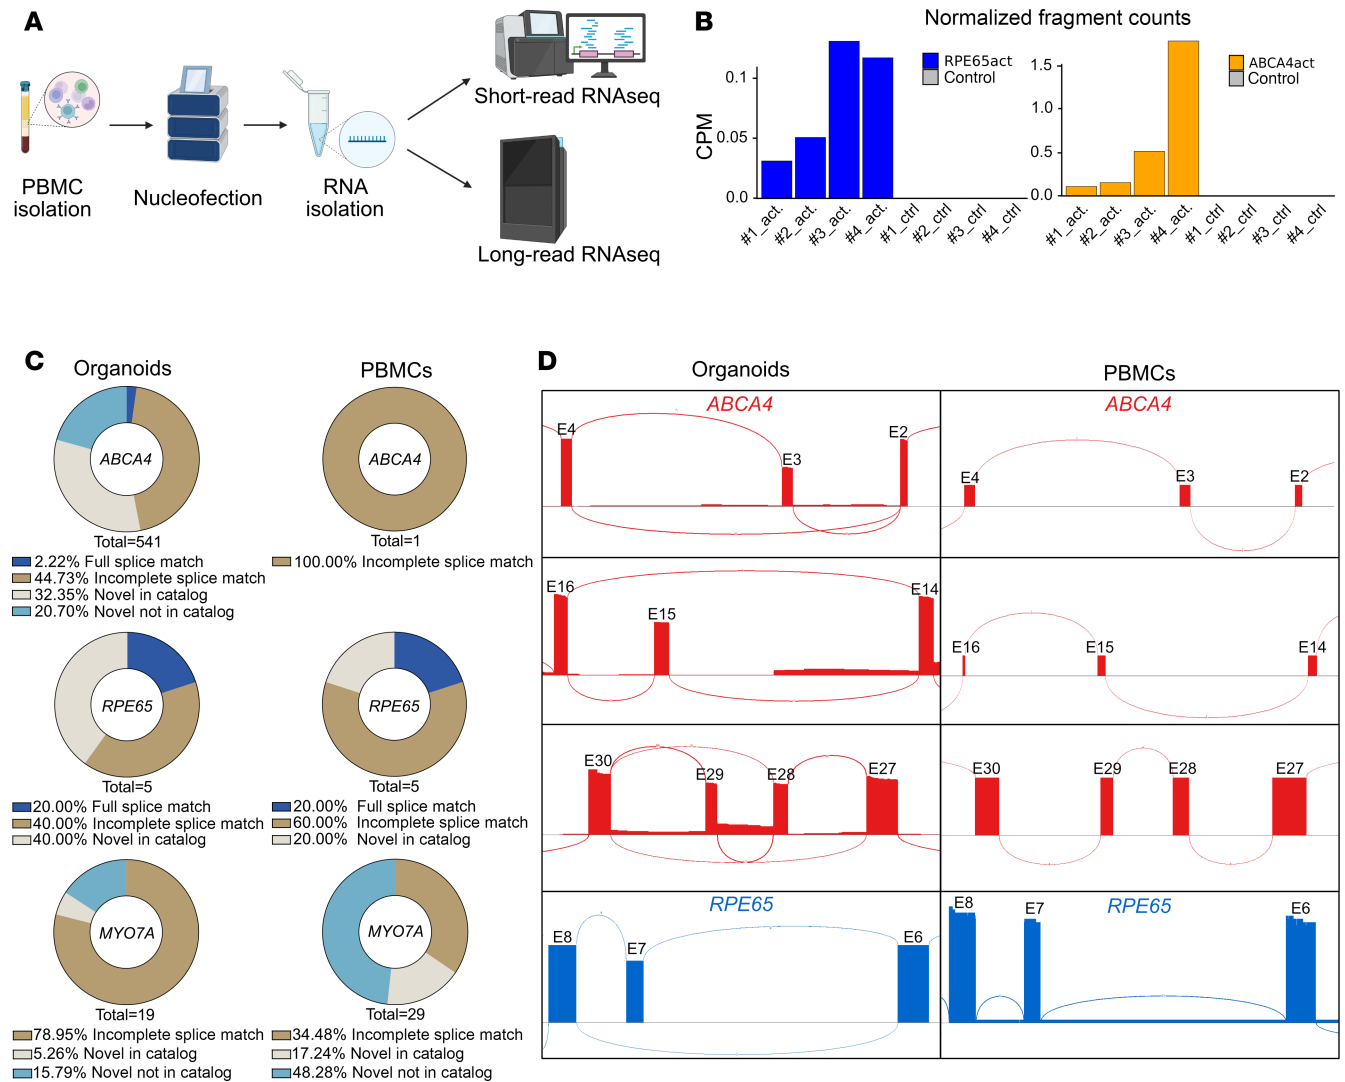 A
PBMC
isolation
Nucleofection
RNA
isolation
Short-read RNAseq
Long-read RNAseq
B
Normalized fragment counts
CPM
0.1
0.05
0.0
RPE65act
Control
#1_act.
#2_act.
#3_act.
#4_act.
#1_ctrl
#2_ctrl
#3_ctrl
#4_ctrl
1.5
1.0
0.5
0.0
ABCA4act
Control
#1_act.
#2_act.
#3_act.
#4_act.
#1_ctrl
#2_ctrl
#3_ctrl
#4_ctrl
C
Organoids
PBMCs
ABCA4
Total=541
2.22% Full splice match
44.73% Incomplete splice match
32.35% Novel in catalog
20.70% Novel not in catalog
ABCA4
Total=1
100.00% Incomplete splice match
RPE65
Total=5
20.00% Full splice match
40.00% Incomplete splice match
40.00% Novel in catalog
RPE65
Total=5
20.00% Full splice match
60.00% Incomplete splice match
20.00% Novel in catalog
MYO7A
Total=19
78.95% Incomplete splice match
5.26% Novel in catalog
15.79% Novel not in catalog
MYO7A
Total=29
34.48% Incomplete splice match
17.24% Novel in catalog
48.28% Novel not in catalog
D
Organoids
PBMCs
ABCA4
E4
E3
E2
ABCA4
E4
E3
E2
E16
E15
E14
E16
E15
E14
E30
E29
E28
E27
E30
E29
E28
E27
RPE65
E8
E7
E6
RPE65
E8
E7
E6